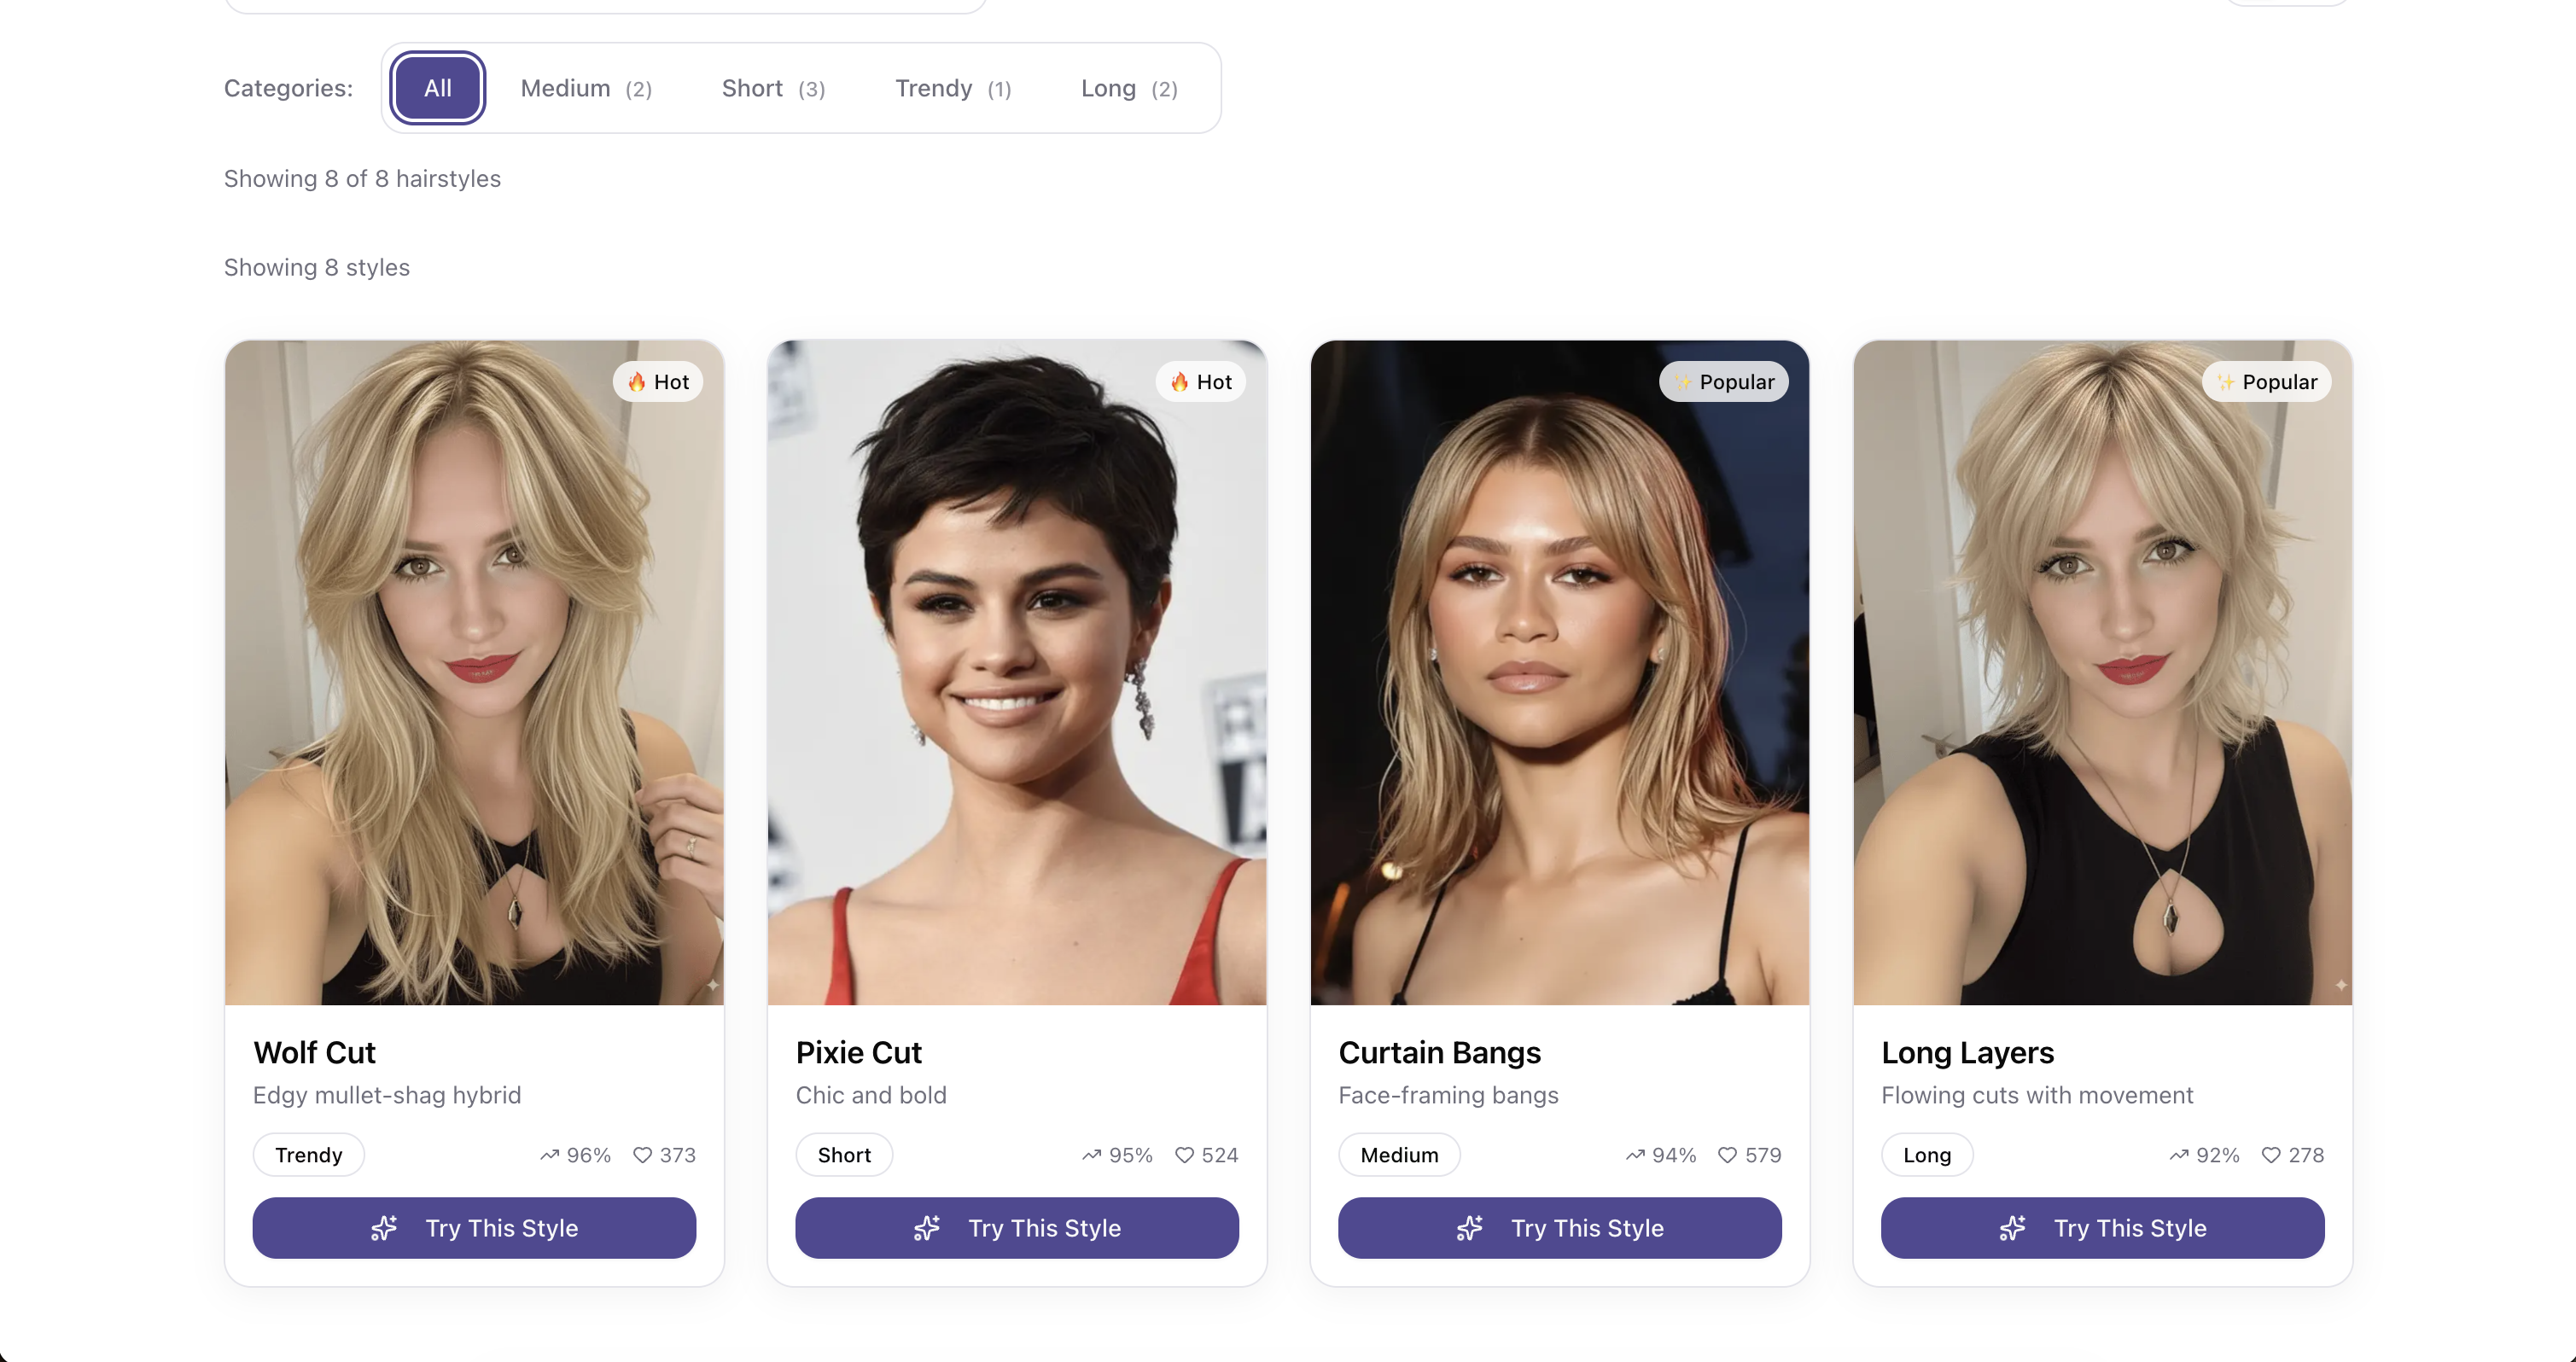 Categories:
All
Medium (2)
Short (3)
Trendy (1)
Long (2)
Showing 8 of 8 hairstyles
Showing 8 styles
🔥 Hot
🔥 Hot
✨ Popular
✨ Popular
Wolf Cut
Edgy mullet-shag hybrid
Trendy
96%
373
Try This Style
Pixie Cut
Chic and bold
Short
95%
524
Try This Style
Curtain Bangs
Face-framing bangs
Medium
94%
579
Try This Style
Long Layers
Flowing cuts with movement
Long
92%
278
Try This Style